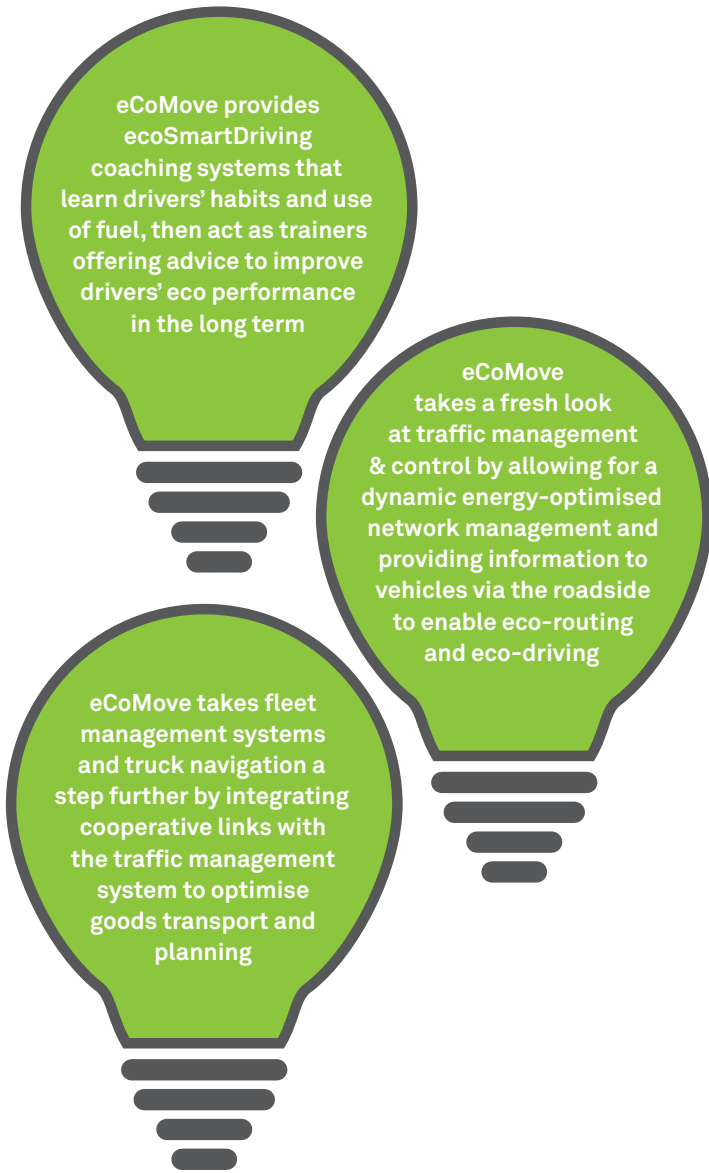 eCoMove provides
ecoSmartDriving
coaching systems that
learn drivers’ habits and use
of fuel, then act as trainers
offering advice to improve
drivers’ eco performance
in the long term
eCoMove
takes a fresh look
at traffic management
& control by allowing for a
dynamic energy-optimised
network management and
providing information to
vehicles via the roadside
to enable eco-routing
and eco-driving
eCoMove takes fleet
management systems
and truck navigation a
step further by integrating
cooperative links with
the traffic management
system to optimise
goods transport and
planning